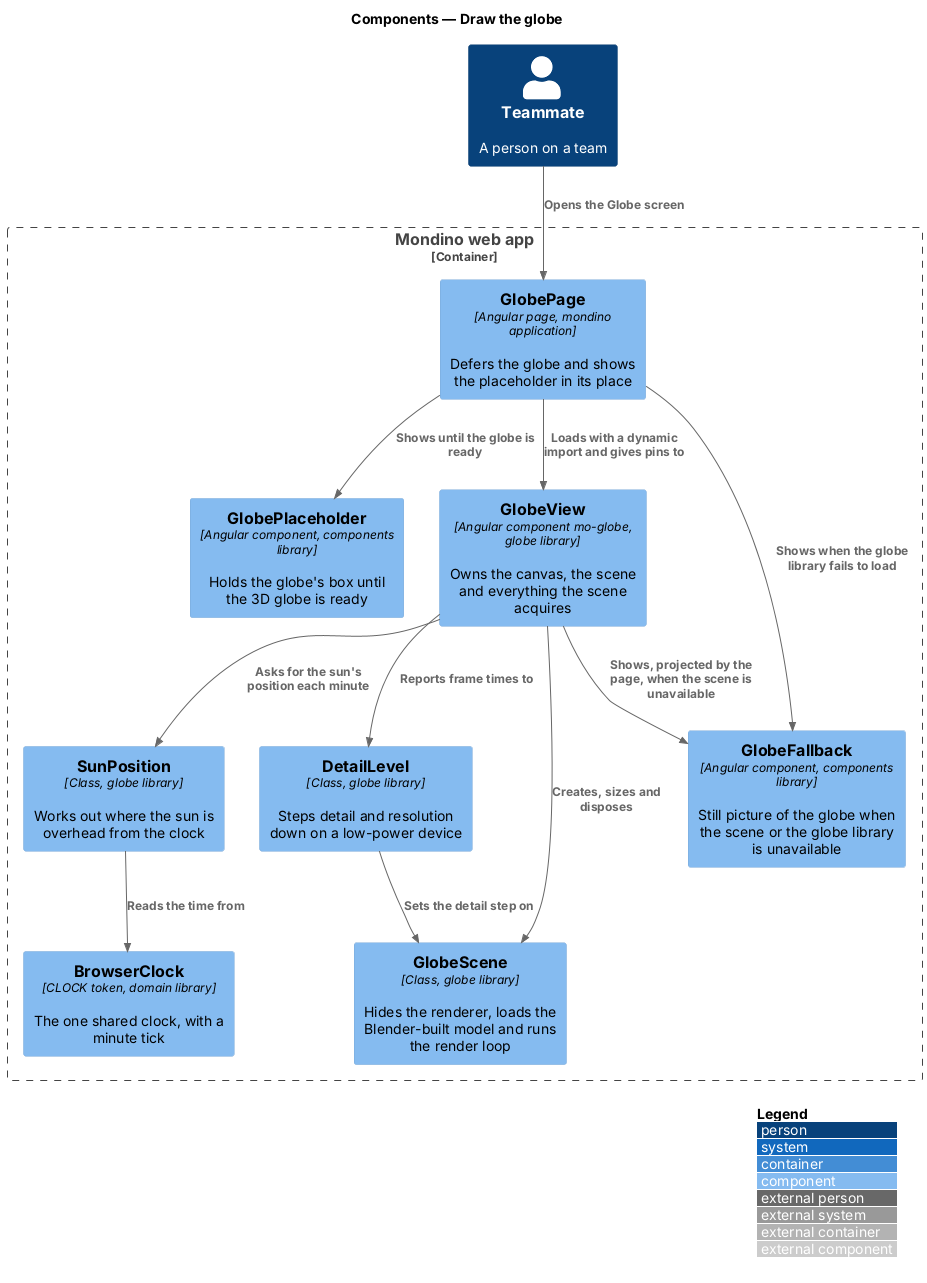 Components — Draw the globe
Teammate
A person on a team
Opens the Globe screen
Mondino web app
[Container]
GlobePage
[Angular page, mondino
application]
Defers the globe and shows
the placeholder in its place
Shows until the globe is
ready
Loads with a dynamic
import and gives pins to
Shows when the globe
library fails to load
GlobePlaceholder
[Angular component, components
library]
Holds the globe's box until
the 3D globe is ready
GlobeView
[Angular component mo-globe,
globe library]
Owns the canvas, the scene
and everything the scene
acquires
Asks for the sun's
position each minute
Reports frame times to
Shows, projected by the
page, when the scene is
unavailable
Creates, sizes and
disposes
SunPosition
[Class, globe library]
Works out where the sun is
overhead from the clock
DetailLevel
[Class, globe library]
Steps detail and resolution
down on a low-power device
GlobeFallback
[Angular component, components
library]
Still picture of the globe when
the scene or the globe library
is unavailable
Reads the time from
Sets the detail step on
BrowserClock
[CLOCK token, domain library]
The one shared clock, with a
minute tick
GlobeScene
[Class, globe library]
Hides the renderer, loads the
Blender-built model and runs
the render loop
Legend
person
system
container
component
external person
external system
external container
external component